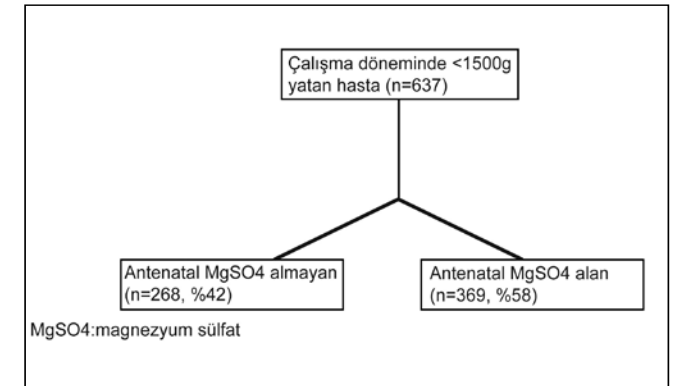 Çalışma döneminde <1500g
yatan hasta (n=637)
Antenatal MgSO4 almayan
(n=268, %42)
Antenatal MgSO4 alan
(n=369, %58)
MgSO4:magnezyum sülfat